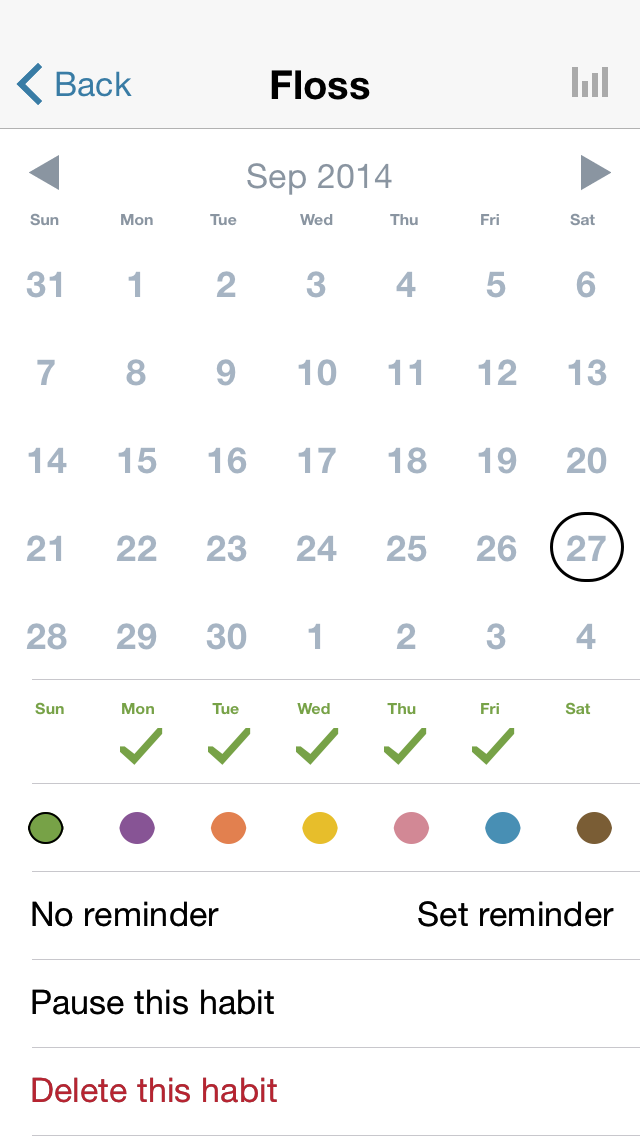 Back Floss
Sep 2014
Sun Mon Tue Wed Thu Fri Sat
31 1 2 3 4 5 6
7 8 9 10 11 12 13
14 15 16 17 18 19 20
21 22 23 24 25 26 27
28 29 30 1 2 3 4
Sun Mon Tue Wed Thu Fri Sat
No reminder Set reminder
Pause this habit
Delete this habit